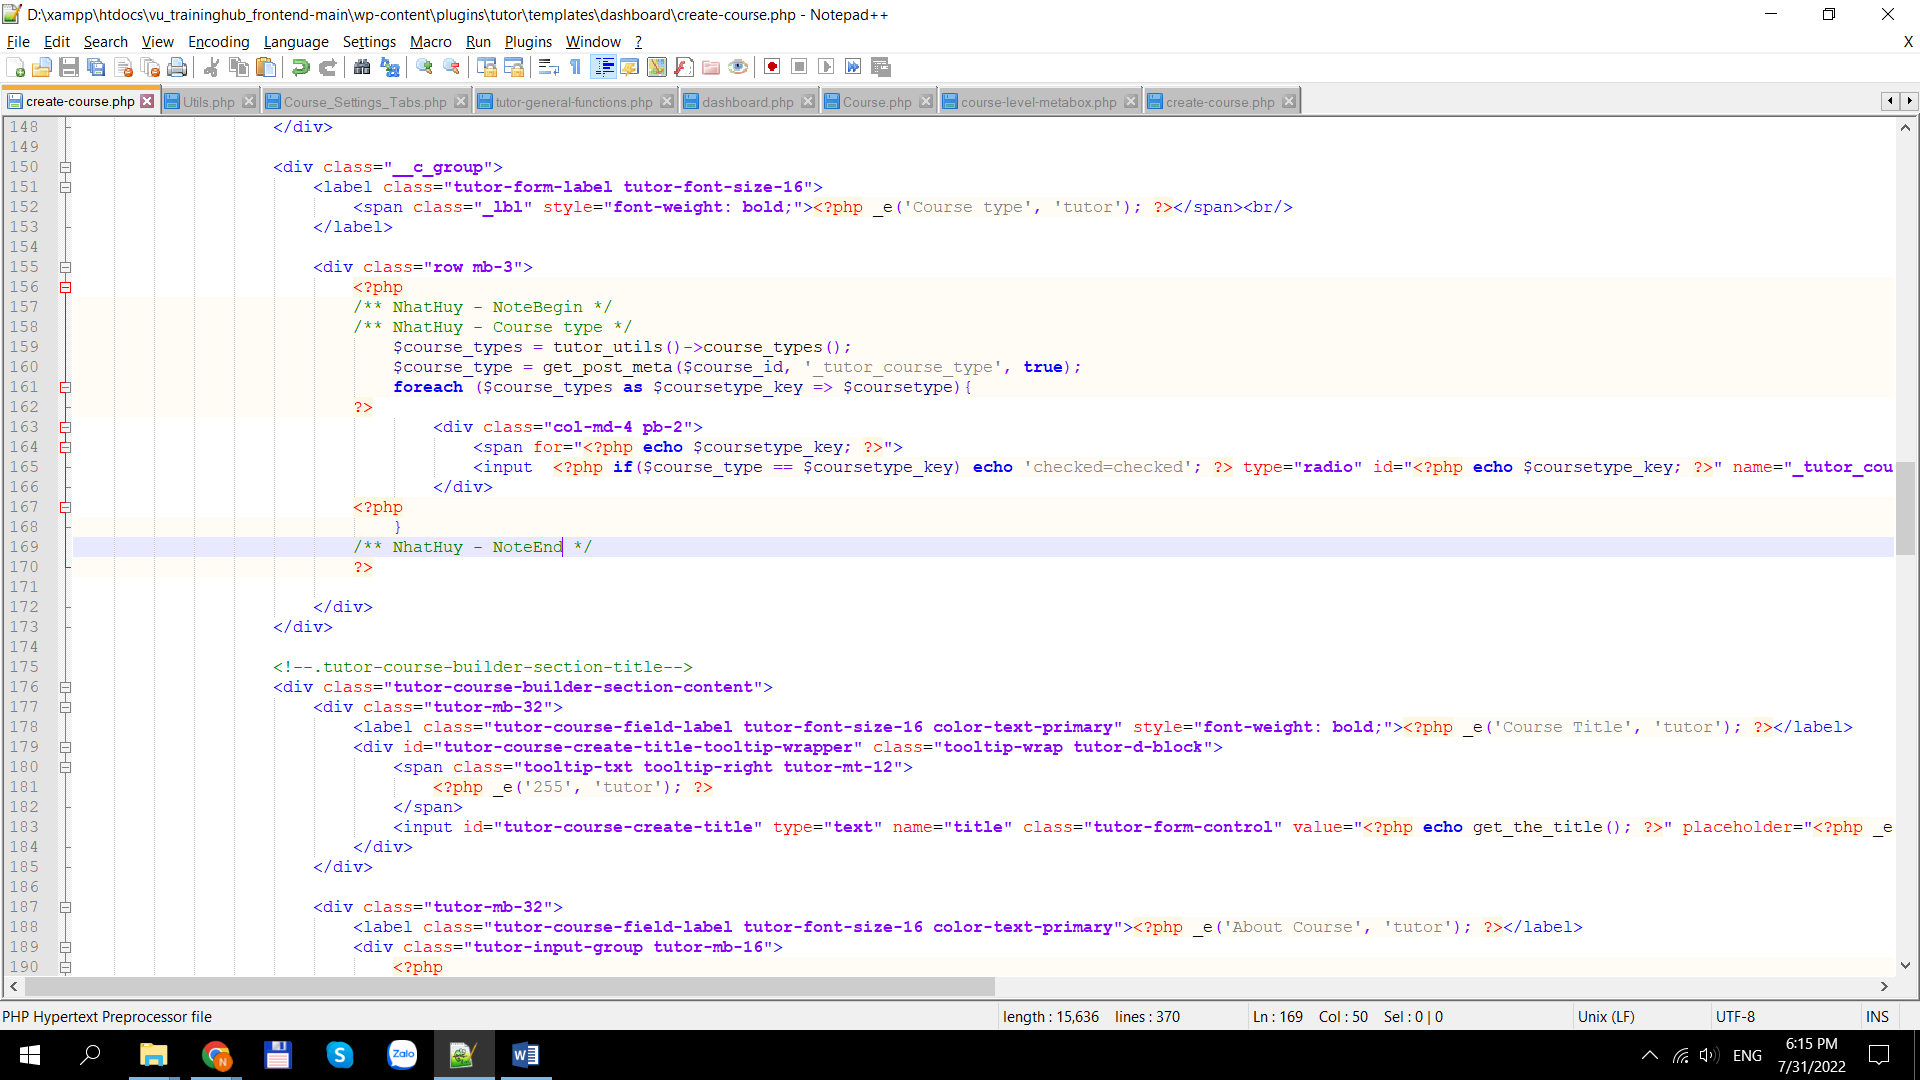 D:\xampp\htdocs\vu_traininghub_frontend-main\wp-content\plugins\tutor\templates\dashboard\create-course.php - Notepad++
File Edit Search View Encoding Language Settings Macro Run Plugins Window ? X
create-course.php Utils.php Course_Settings_Tabs.php tutor-general-functions.php dashboard.php Course.php course-level-metabox.php create-course.php
148 </div>
149
150 <div class="__c_group">
151 <label class="tutor-form-label tutor-font-size-16">
152 <span class="_lbl" style="font-weight: bold;"><?php _e('Course type', 'tutor'); ?></span><br/>
153 </label>
154
155 <div class="row mb-3">
156 <?php
157 /** NhatHuy - NoteBegin */
158 /** NhatHuy - Course type */
159 $course_types = tutor_utils()->course_types();
160 $course_type = get_post_meta($course_id, '_tutor_course_type', true);
161 foreach ($course_types as $coursetype_key => $coursetype){
162 ?>
163 <div class="col-md-4 pb-2">
164 <span for="<?php echo $coursetype_key; ?>">
165 <input  <?php if($course_type == $coursetype_key) echo 'checked=checked'; ?> type="radio" id="<?php echo $coursetype_key; ?>" name="_tutor_cou
166 </div>
167 <?php
168 }
169 /** NhatHuy - NoteEnd */
170 ?>
171
172 </div>
173 </div>
174
175 <!--.tutor-course-builder-section-title-->
176 <div class="tutor-course-builder-section-content">
177 <div class="tutor-mb-32">
178 <label class="tutor-course-field-label tutor-font-size-16 color-text-primary" style="font-weight: bold;"><?php _e('Course Title', 'tutor'); ?></label>
179 <div id="tutor-course-create-title-tooltip-wrapper" class="tooltip-wrap tutor-d-block">
180 <span class="tooltip-txt tooltip-right tutor-mt-12">
181 <?php _e('255', 'tutor'); ?>
182 </span>
183 <input id="tutor-course-create-title" type="text" name="title" class="tutor-form-control" value="<?php echo get_the_title(); ?>" placeholder="<?php _e
184 </div>
185 </div>
186
187 <div class="tutor-mb-32">
188 <label class="tutor-course-field-label tutor-font-size-16 color-text-primary"><?php _e('About Course', 'tutor'); ?></label>
189 <div class="tutor-input-group tutor-mb-16">
190 <?php
PHP Hypertext Preprocessor file length : 15,636 lines : 370 Ln : 169 Col : 50 Sel : 0 | 0 Unix (LF) UTF-8 INS
N S Zalo W ENG 6:15 PM
7/31/2022